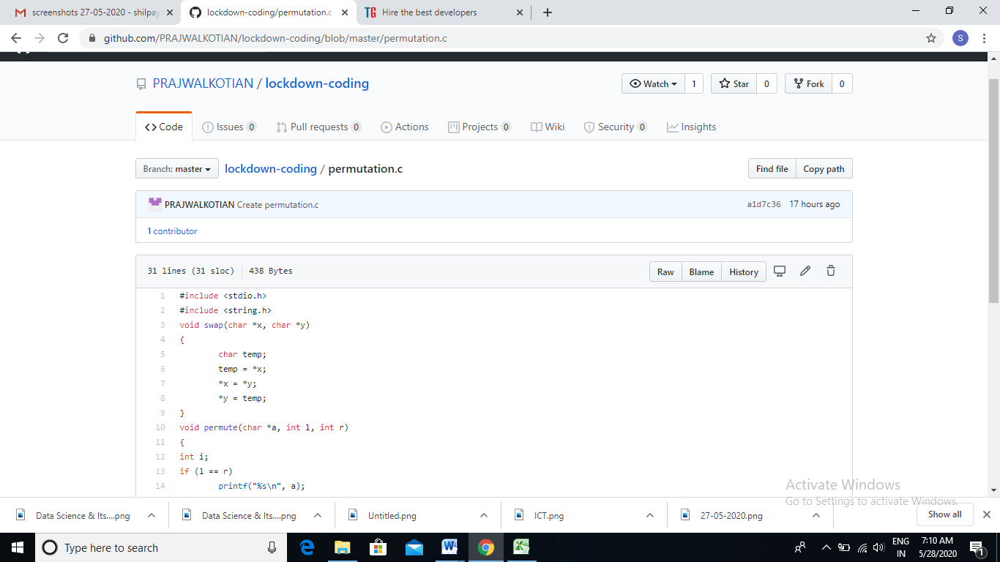 screenshots 27-05-2020 - shilpay
lockdown-coding/permutation.c
TG Hire the best developers
github.com/PRAJWALKOTIAN/lockdown-coding/blob/master/permutation.c
S
PRAJWALKOTIAN / lockdown-coding
Watch 1 Star 0 Fork 0
<> Code Issues 0 Pull requests 0 Actions Projects 0 Wiki Security 0 Insights
Branch: master lockdown-coding / permutation.c Find file Copy path
PRAJWALKOTIAN Create permutation.c a1d7c36 17 hours ago
1 contributor
31 lines (31 sloc) 438 Bytes Raw Blame History
1 #include <stdio.h>
2 #include <string.h>
3 void swap(char *x, char *y)
4 {
5 char temp;
6 temp = *x;
7 *x = *y;
8 *y = temp;
9 }
10 void permute(char *a, int l, int r)
11 {
12 int i;
13 if (l == r)
14 printf("%s\n", a);
Activate Windows
Go to Settings to activate Windows.
Data Science & Its....png Data Science & Its....png Untitled.png ICT.png 27-05-2020.png Show all
Type here to search
ENG 7:10 AM
IN 5/28/2020 1